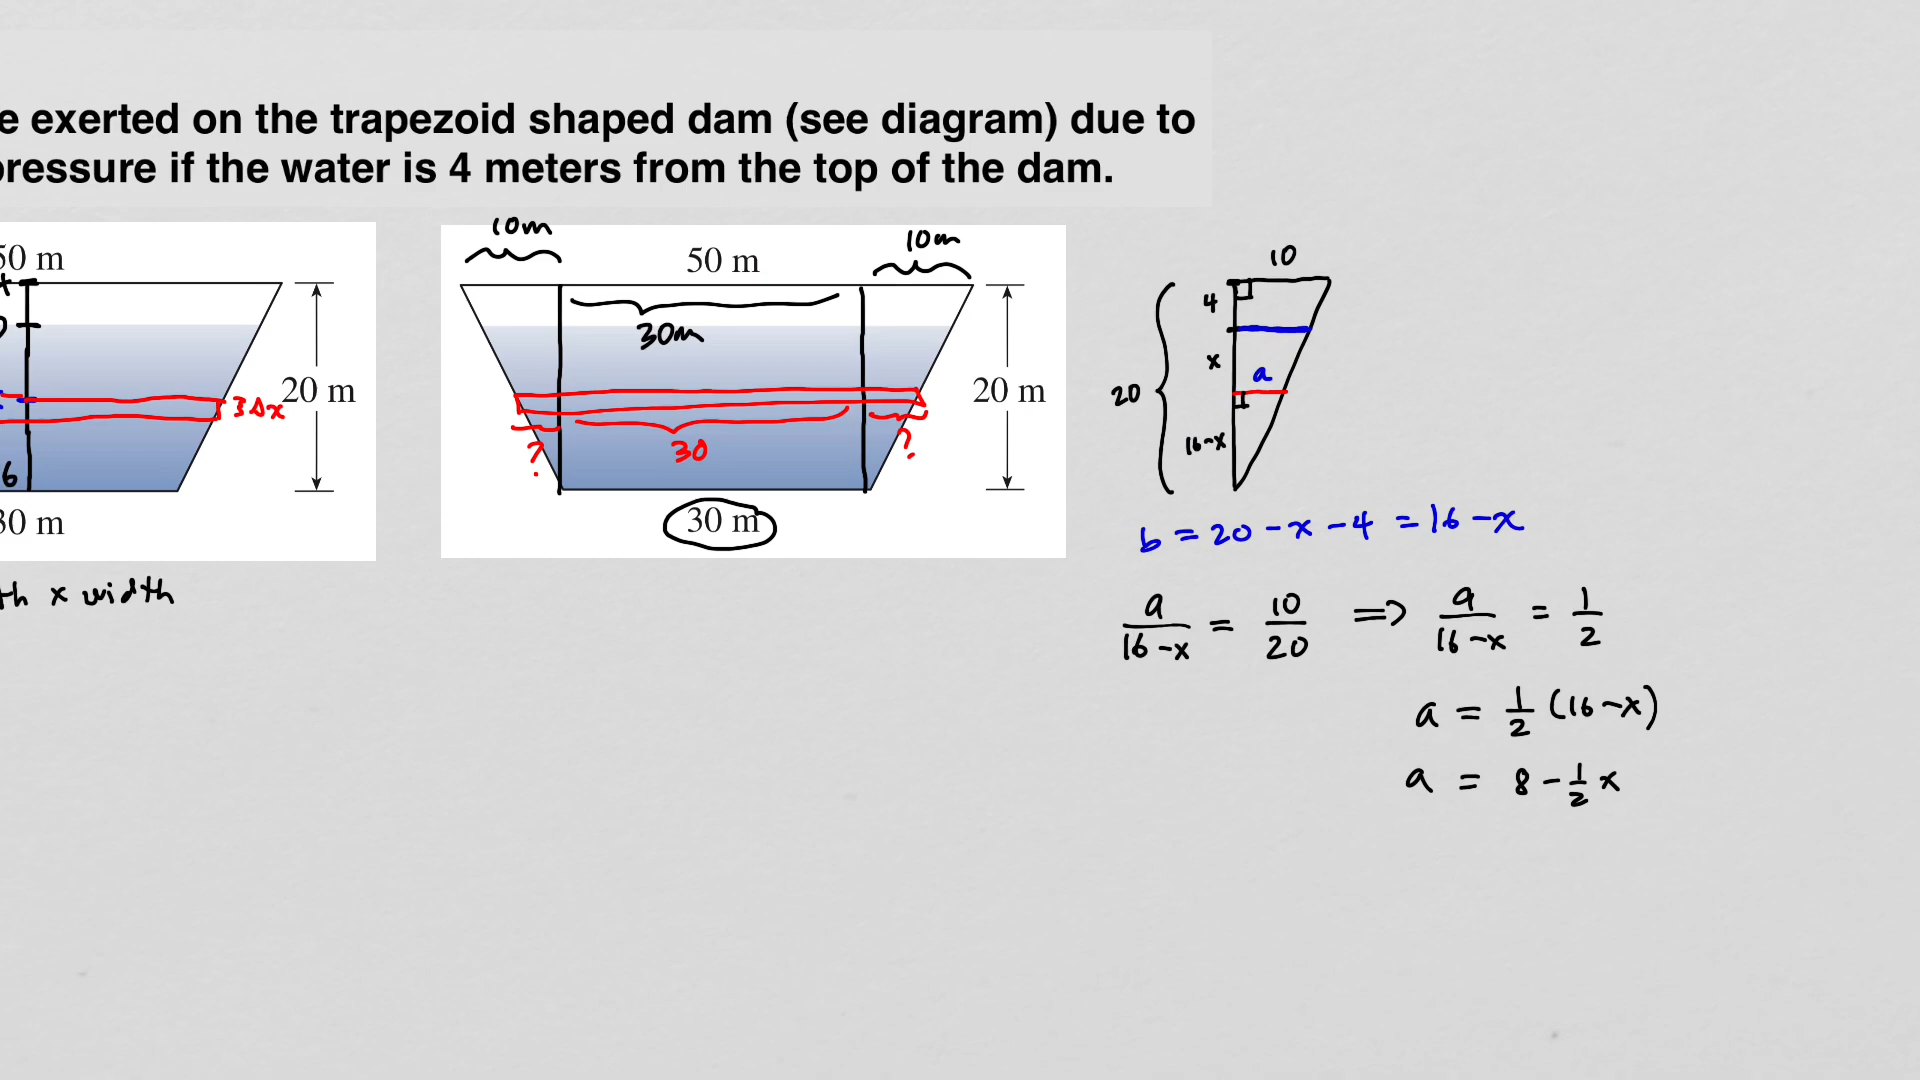 e exerted on the trapezoid shaped dam (see diagram) due to
pressure if the water is 4 meters from the top of the dam.
50 m
20 m
3 Δx
6
30 m
th x width
10m
10m
50 m
30m
20 m
?
30
?
30 m
10
4
x
a
20
16-x
b = 20 - x - 4 = 16 - x
a/(16-x) = 10/20 ⟹ a/(16-x) = 1/2
a = 1/2 (16-x)
a = 8 - 1/2 x